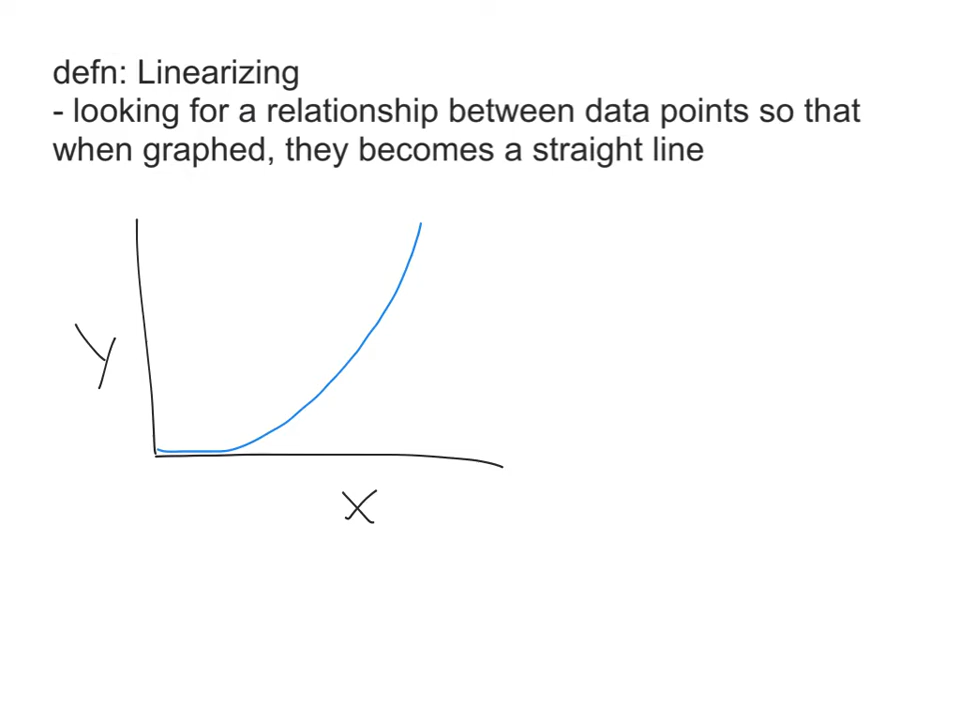 defn: Linearizing
- looking for a relationship between data points so that
when graphed, they becomes a straight line
Y
X